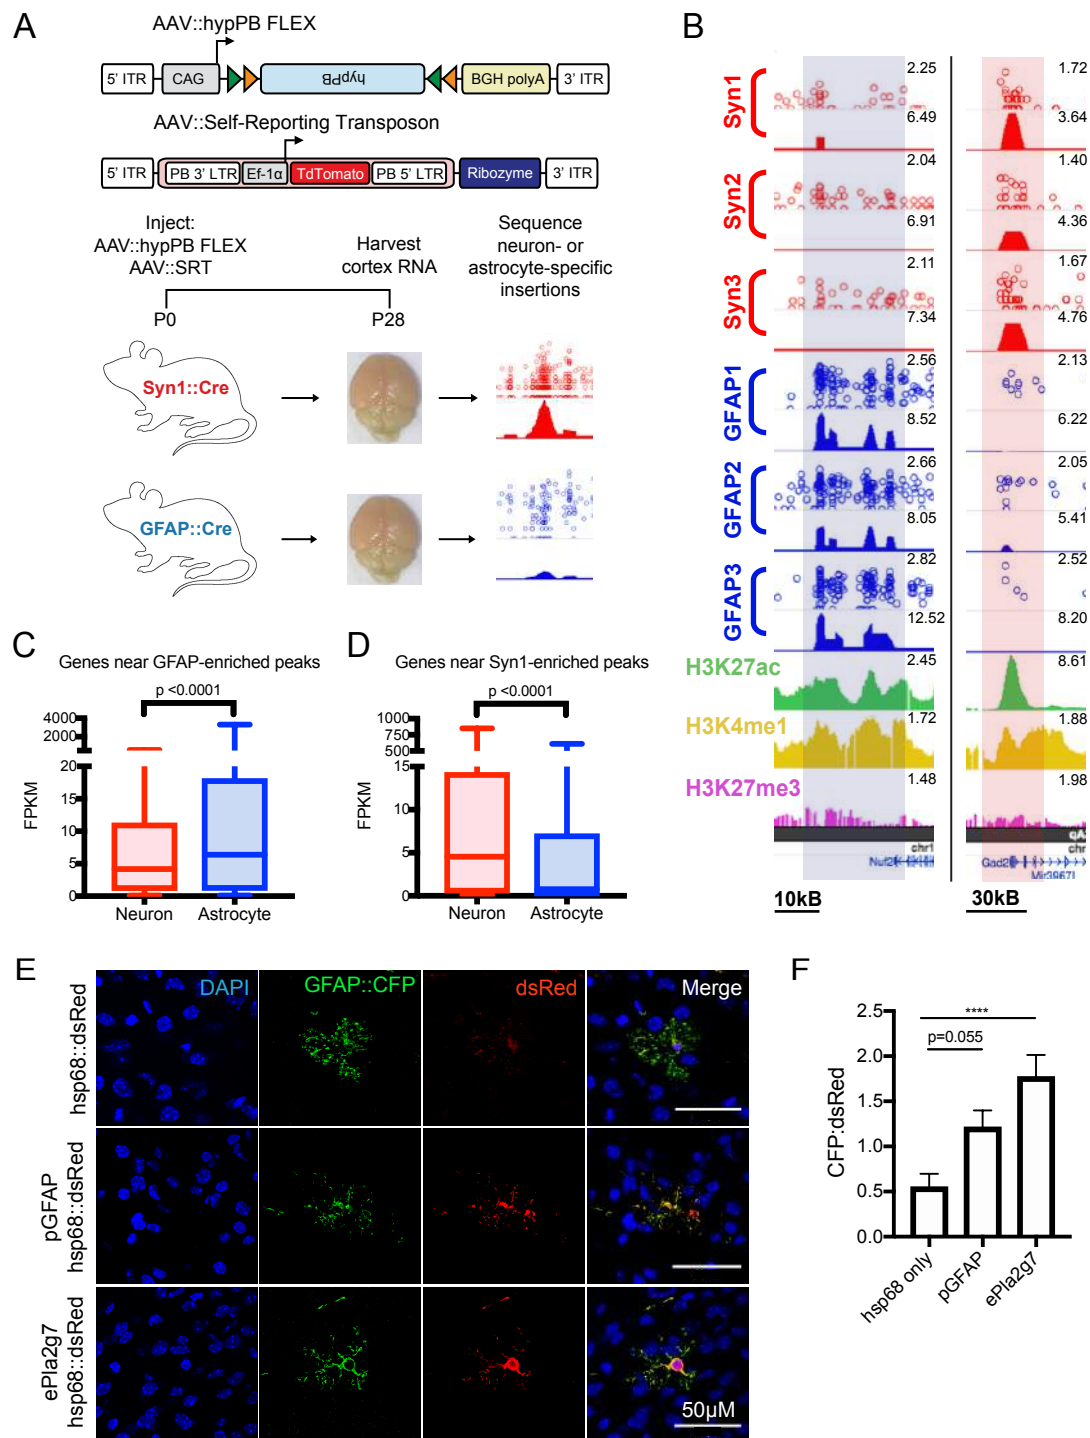 A
AAV::hypPB FLEX
5' ITR
CAG
hypPB
BGH polyA
3' ITR
AAV::Self-Reporting Transposon
5' ITR
PB 3' LTR
Ef-1α
TdTomato
PB 5' LTR
Ribozyme
3' ITR
Inject:
AAV::hypPB FLEX
AAV::SRT
Harvest
cortex RNA
Sequence
neuron- or
astrocyte-specific
insertions
P0
P28
Syn1::Cre
GFAP::Cre
B
Syn1
2.25
1.72
6.49
3.64
Syn2
2.04
1.40
6.91
4.36
Syn3
2.11
1.67
7.34
4.76
GFAP1
2.56
2.13
8.52
6.22
GFAP2
2.66
2.05
8.05
5.41
GFAP3
2.82
2.52
12.52
8.20
H3K27ac
2.45
8.61
H3K4me1
1.72
1.88
H3K27me3
1.48
1.98
chr1
chr
Nuf2
Gad2
10kB
30kB
C
Genes near GFAP-enriched peaks
p <0.0001
FPKM
4000
2000
20
15
10
5
0
Neuron
Astrocyte
D
Genes near Syn1-enriched peaks
p <0.0001
FPKM
1000
750
500
15
10
5
0
Neuron
Astrocyte
E
DAPI
GFAP::CFP
dsRed
Merge
hsp68::dsRed
pGFAP
hsp68::dsRed
ePla2g7
hsp68::dsRed
50µM
F
CFP:dsRed
2.5
2.0
1.5
1.0
0.5
0.0
****
p=0.055
hsp68 only
pGFAP
ePla2g7